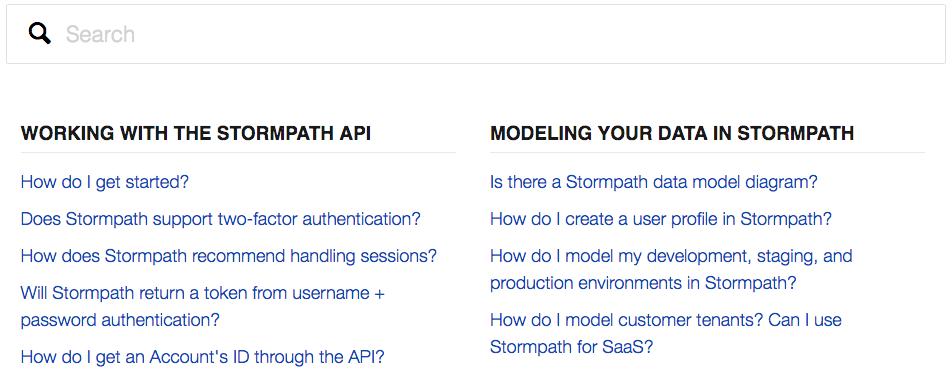 Search
WORKING WITH THE STORMPATH API
How do I get started?
Does Stormpath support two-factor authentication?
How does Stormpath recommend handling sessions?
Will Stormpath return a token from username +
password authentication?
How do I get an Account's ID through the API?
MODELING YOUR DATA IN STORMPATH
Is there a Stormpath data model diagram?
How do I create a user profile in Stormpath?
How do I model my development, staging, and
production environments in Stormpath?
How do I model customer tenants? Can I use
Stormpath for SaaS?